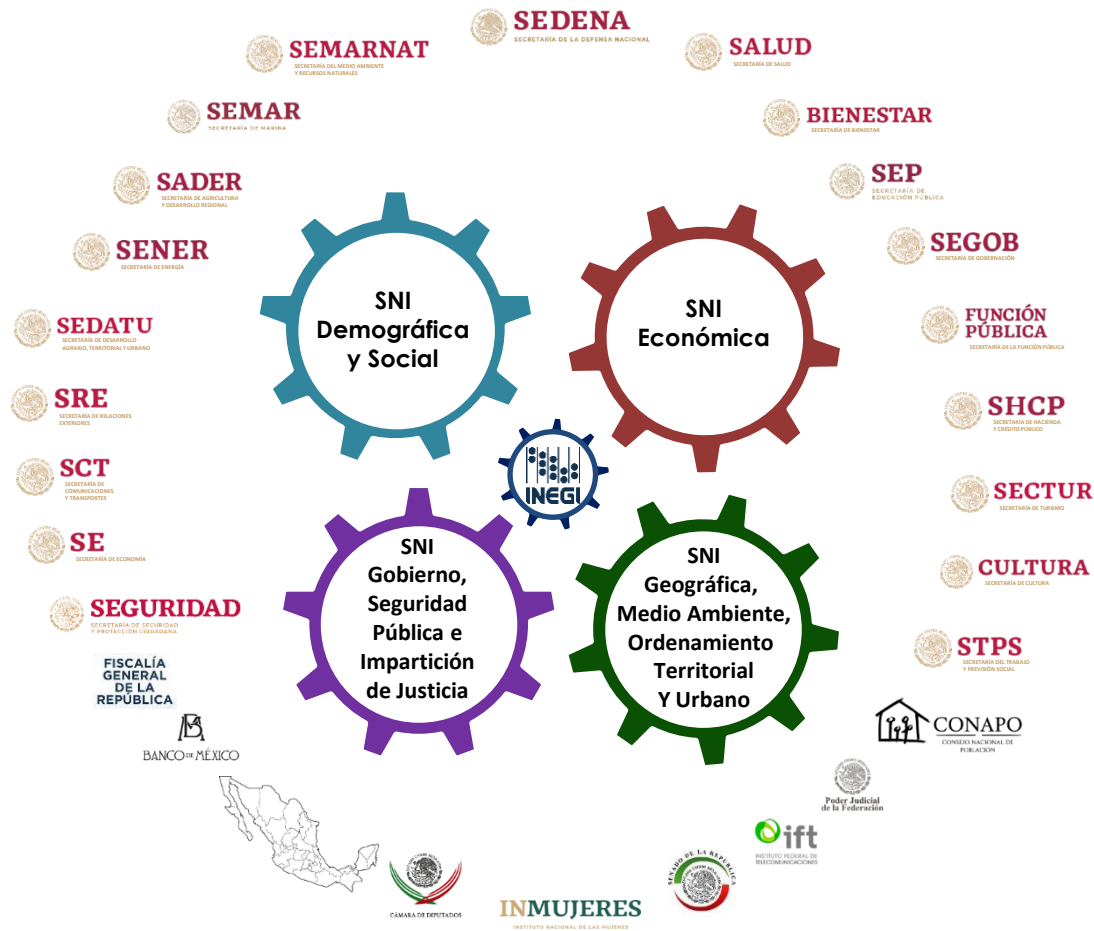 SEDENA
SECRETARÍA DE LA DEFENSA NACIONAL
SEMARNAT
SECRETARÍA DEL MEDIO AMBIENTE
Y RECURSOS NATURALES
SALUD
SECRETARÍA DE SALUD
SEMAR
SECRETARÍA DE MARINA
BIENESTAR
SECRETARÍA DE BIENESTAR
SADER
SECRETARÍA DE AGRICULTURA
Y DESARROLLO REGIONAL
SEP
SECRETARÍA DE
EDUCACIÓN PÚBLICA
SENER
SECRETARÍA DE ENERGÍA
SEGOB
SECRETARÍA DE GOBERNACIÓN
SEDATU
SECRETARÍA DE DESARROLLO
AGRARIO, TERRITORIAL Y URBANO
FUNCIÓN
PÚBLICA
SECRETARÍA DE LA FUNCIÓN PÚBLICA
SRE
SECRETARÍA DE RELACIONES
EXTERIORES
SHCP
SECRETARÍA DE HACIENDA
Y CRÉDITO PÚBLICO
SCT
SECRETARÍA DE
COMUNICACIONES
Y TRANSPORTES
SECTUR
SECRETARÍA DE TURISMO
SE
SECRETARÍA DE ECONOMÍA
CULTURA
SECRETARÍA DE CULTURA
SEGURIDAD
SECRETARÍA DE SEGURIDAD
Y PROTECCIÓN CIUDADANA
STPS
SECRETARÍA DEL TRABAJO
Y PREVISIÓN SOCIAL
SNI
Demográfica
y Social
SNI
Económica
INEGI
SNI
Gobierno,
Seguridad
Pública e
Impartición
de Justicia
SNI
Geográfica,
Medio Ambiente,
Ordenamiento
Territorial
Y Urbano
FISCALÍA
GENERAL
DE LA
REPÚBLICA
BANCO DE MÉXICO
CONAPO
CONSEJO NACIONAL DE
POBLACIÓN
Poder Judicial
de la Federación
ift
INSTITUTO FEDERAL DE
TELECOMUNICACIONES
SENADO DE LA REPÚBLICA
CÁMARA DE DIPUTADOS
INMUJERES
INSTITUTO NACIONAL DE LAS MUJERES